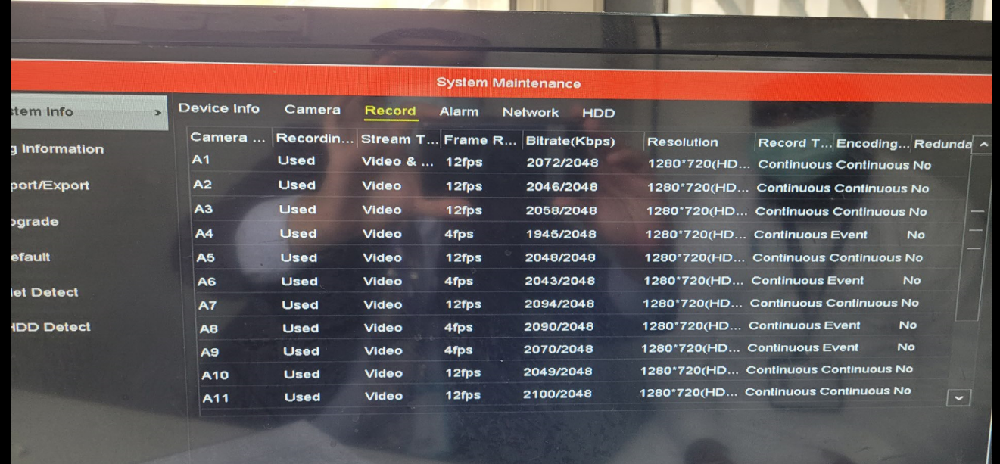 System Maintenance
stem Info >
g Information
port/Export
pgrade
efault
let Detect
HDD Detect
Device Info Camera Record Alarm Network HDD
Camera ... Recordin... Stream T... Frame R... Bitrate(Kbps) Resolution Record T... Encoding... Redunda
A1 Used Video & ... 12fps 2072/2048 1280*720(HD... Continuous Continuous No
A2 Used Video 12fps 2046/2048 1280*720(HD... Continuous Continuous No
A3 Used Video 12fps 2058/2048 1280*720(HD... Continuous Continuous No
A4 Used Video 4fps 1945/2048 1280*720(HD... Continuous Event No
A5 Used Video 12fps 2048/2048 1280*720(HD... Continuous Continuous No
A6 Used Video 4fps 2043/2048 1280*720(HD... Continuous Event No
A7 Used Video 12fps 2094/2048 1280*720(HD... Continuous Continuous No
A8 Used Video 4fps 2090/2048 1280*720(HD... Continuous Event No
A9 Used Video 4fps 2070/2048 1280*720(HD... Continuous Event No
A10 Used Video 12fps 2049/2048 1280*720(HD... Continuous Continuous No
A11 Used Video 12fps 2100/2048 1280*720(HD... Continuous Continuous No